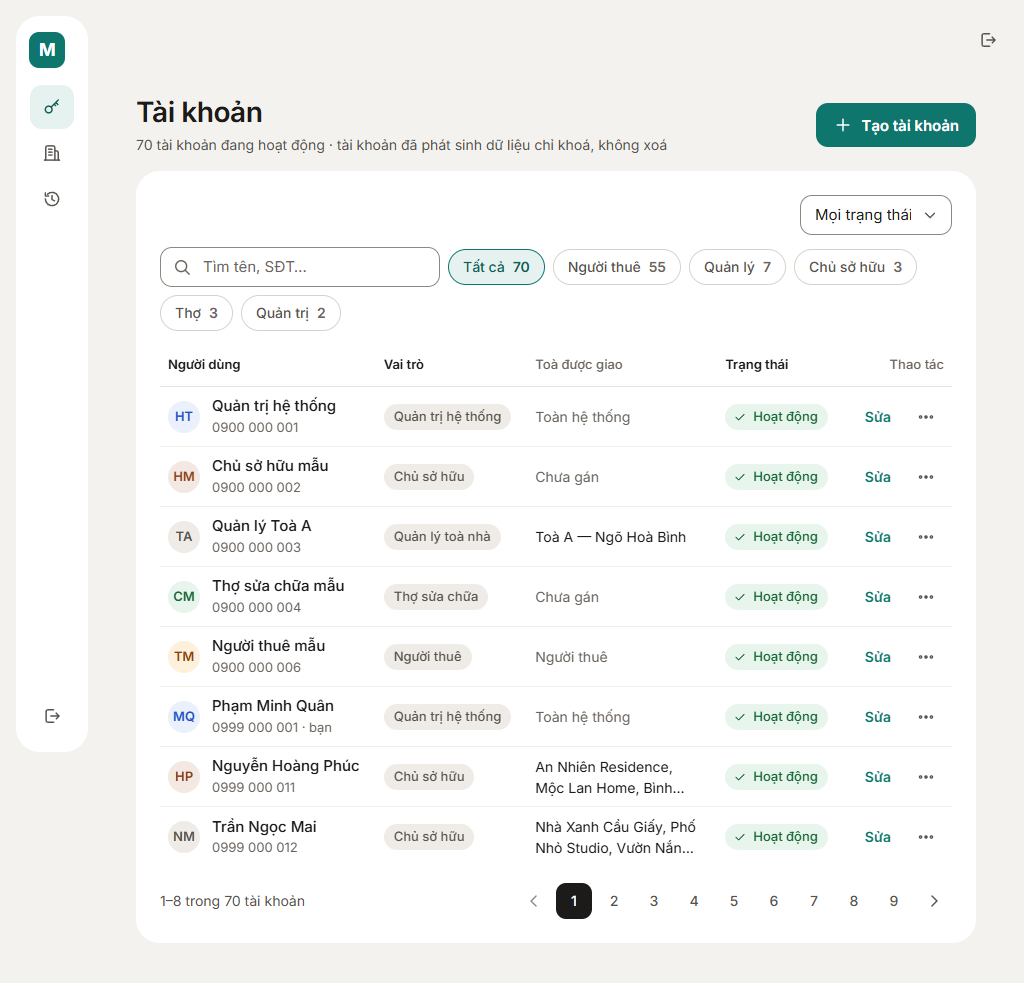 M
Tài khoản
70 tài khoản đang hoạt động · tài khoản đã phát sinh dữ liệu chỉ khoá, không xoá
Tạo tài khoản
Mọi trạng thái
Tìm tên, SĐT...
Tất cả 70
Người thuê 55
Quản lý 7
Chủ sở hữu 3
Thợ 3
Quản trị 2
Người dùng Vai trò Toà được giao Trạng thái Thao tác
HT Quản trị hệ thống Quản trị hệ thống Toàn hệ thống Hoạt động Sửa
0900 000 001
HM Chủ sở hữu mẫu Chủ sở hữu Chưa gán Hoạt động Sửa
0900 000 002
TA Quản lý Toà A Quản lý toà nhà Toà A — Ngõ Hoà Bình Hoạt động Sửa
0900 000 003
CM Thợ sửa chữa mẫu Thợ sửa chữa Chưa gán Hoạt động Sửa
0900 000 004
TM Người thuê mẫu Người thuê Người thuê Hoạt động Sửa
0900 000 006
MQ Phạm Minh Quân Quản trị hệ thống Toàn hệ thống Hoạt động Sửa
0999 000 001 · bạn
HP Nguyễn Hoàng Phúc Chủ sở hữu An Nhiên Residence, Hoạt động Sửa
0999 000 011 Mộc Lan Home, Bình...
NM Trần Ngọc Mai Chủ sở hữu Nhà Xanh Cầu Giấy, Phố Hoạt động Sửa
0999 000 012 Nhỏ Studio, Vườn Nắn...
1–8 trong 70 tài khoản 1 2 3 4 5 6 7 8 9